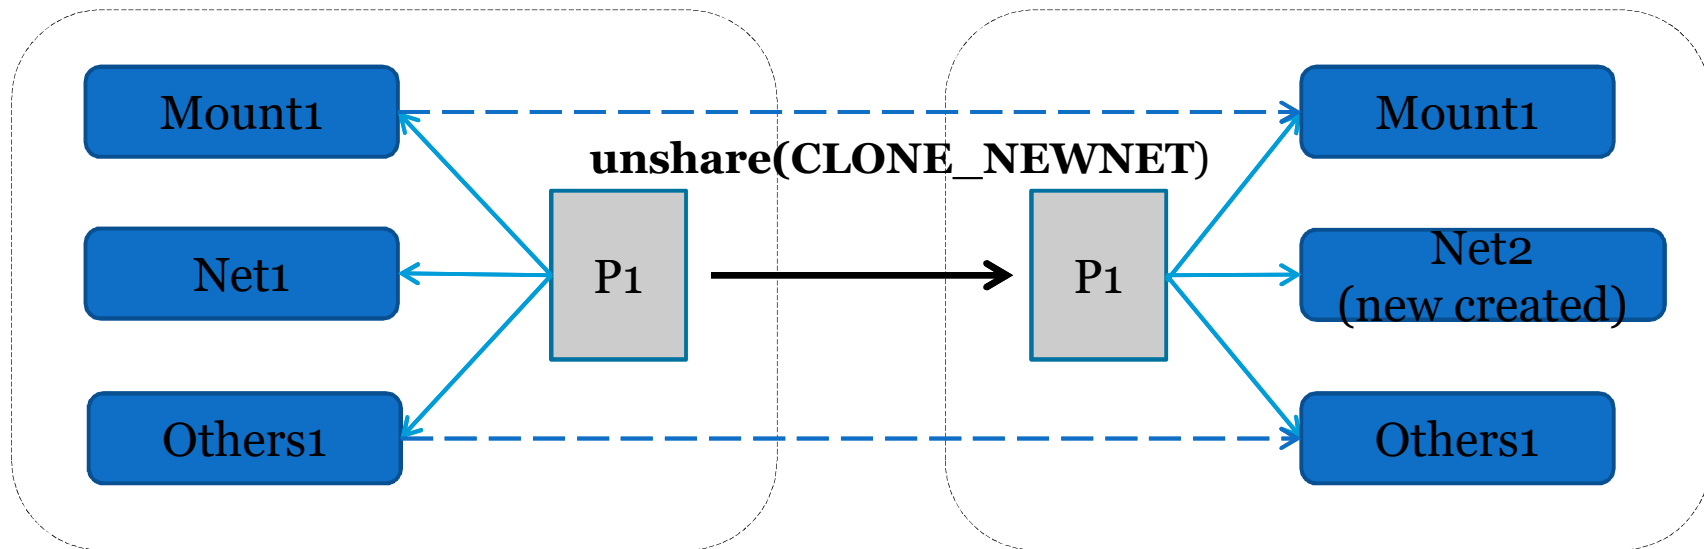 Mount1
Mount1
unshare(CLONE_NEWNET)
Net1
P1
P1
Net2
(new created)
Others1
Others1